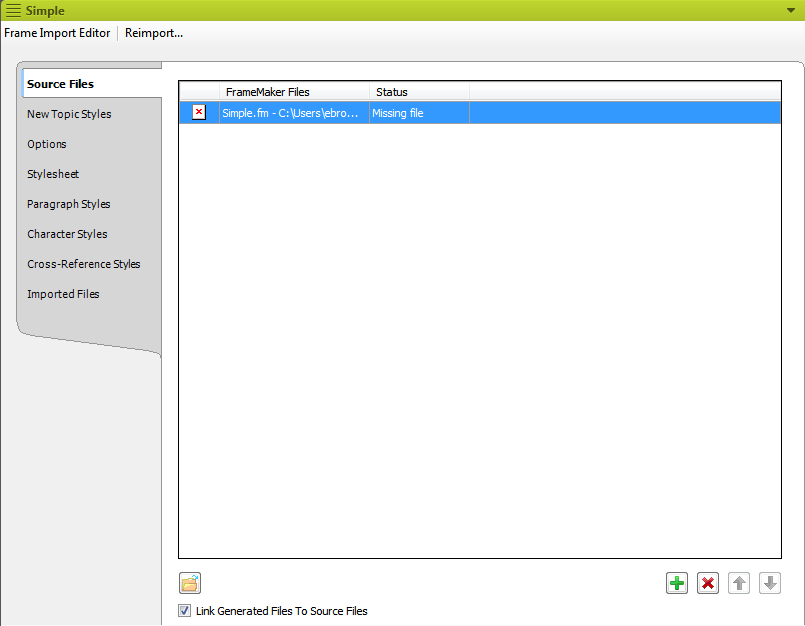 Simple
Frame Import Editor Reimport...
Source Files
New Topic Styles
Options
Stylesheet
Paragraph Styles
Character Styles
Cross-Reference Styles
Imported Files
FrameMaker Files Status
Simple.fm - C:\Users\ebro... Missing file
Link Generated Files To Source Files